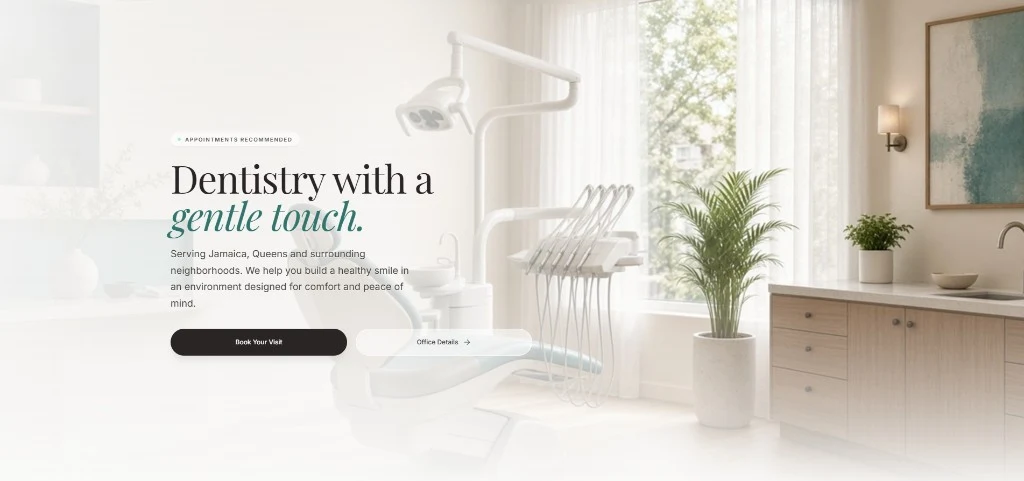 APPOINTMENTS RECOMMENDED
Dentistry with a
gentle touch.
Serving Jamaica, Queens and surrounding
neighborhoods. We help you build a healthy smile in
an environment designed for comfort and peace of
mind.
Book Your Visit
Office Details →